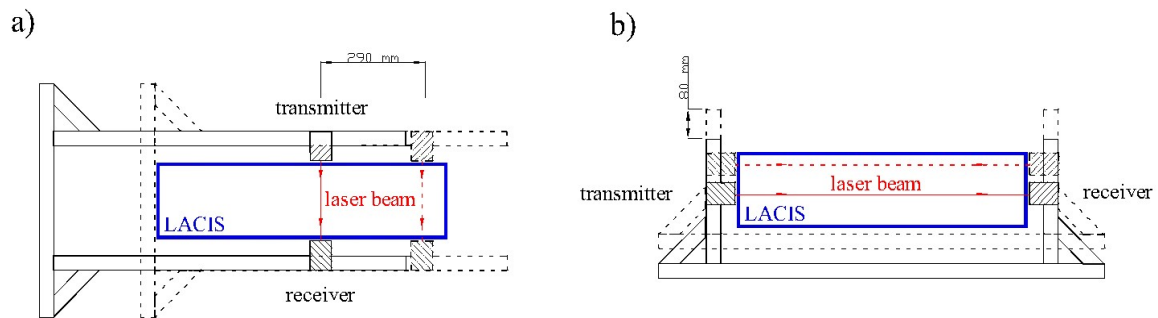 a)
290 mm
transmitter
laser beam
LACIS
receiver
b)
80 mm
transmitter
laser beam
receiver
LACIS